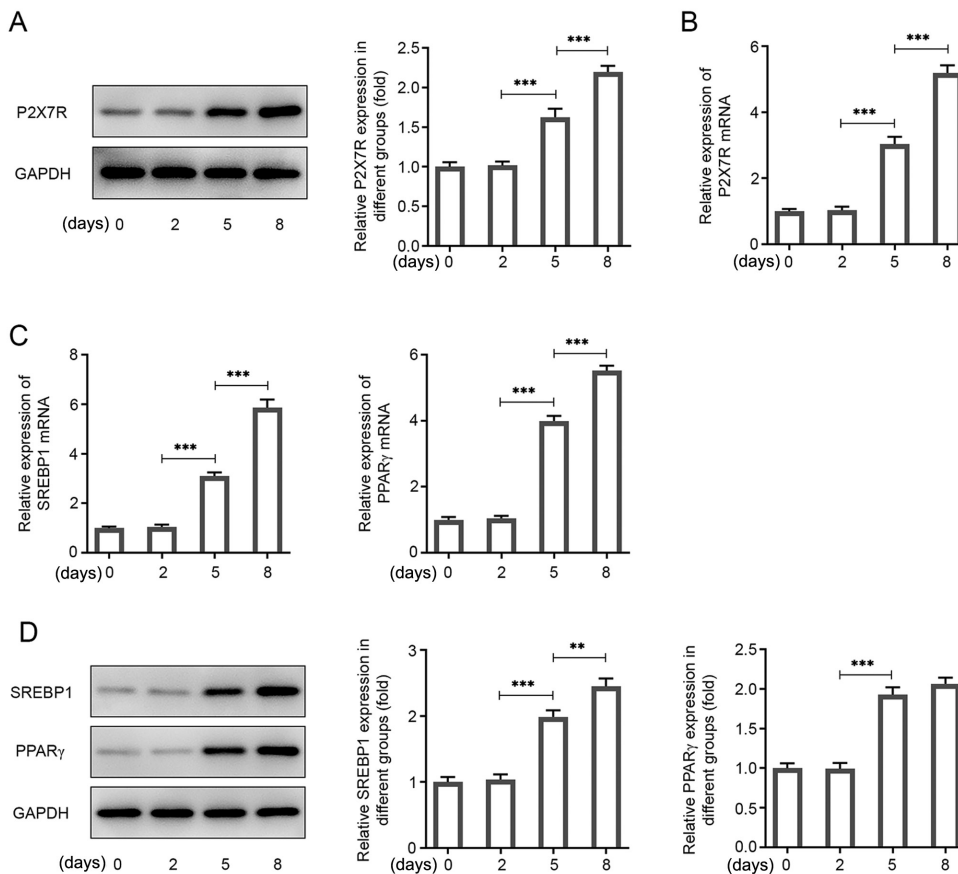 A
P2X7R
GAPDH
(days) 0 2 5 8
Relative P2X7R expression in
different groups (fold)
2.5
2.0
1.5
1.0
0.5
0.0
***
***
(days) 0 2 5 8
B
Relative expression of
P2X7R mRNA
6
4
2
0
***
***
(days) 0 2 5 8
C
Relative expression of
SREBP1 mRNA
8
6
4
2
0
***
***
(days) 0 2 5 8
Relative expression of
PPARγ mRNA
6
4
2
0
***
***
(days) 0 2 5 8
D
SREBP1
PPARγ
GAPDH
(days) 0 2 5 8
Relative SREBP1 expression in
different groups (fold)
3
2
1
0
***
**
(days) 0 2 5 8
Relative PPARγ expression in
different groups (fold)
2.5
2.0
1.5
1.0
0.5
0.0
***
(days) 0 2 5 8